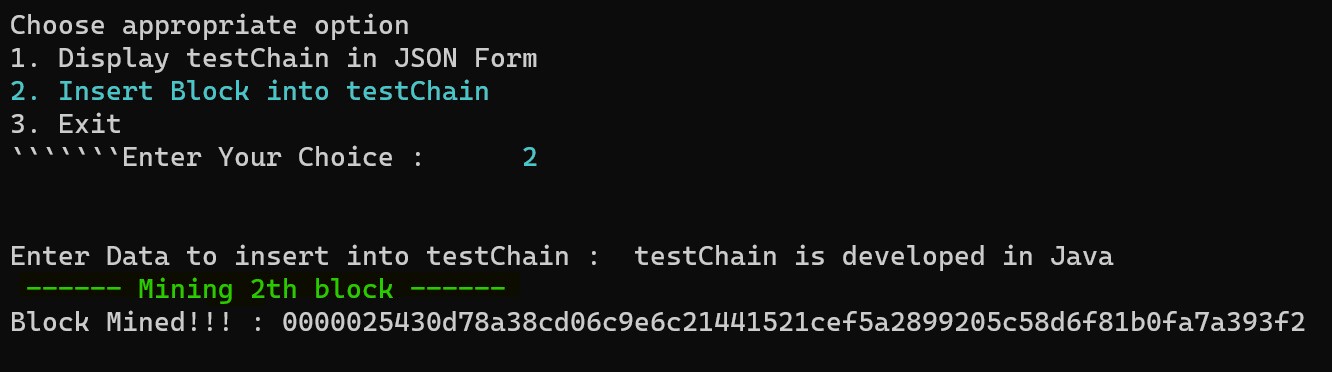 Choose appropriate option
1. Display testChain in JSON Form
2. Insert Block into testChain
3. Exit
```````Enter Your Choice :      2
Enter Data to insert into testChain :  testChain is developed in Java
------ Mining 2th block ------
Block Mined!!! : 0000025430d78a38cd06c9e6c21441521cef5a2899205c58d6f81b0fa7a393f2